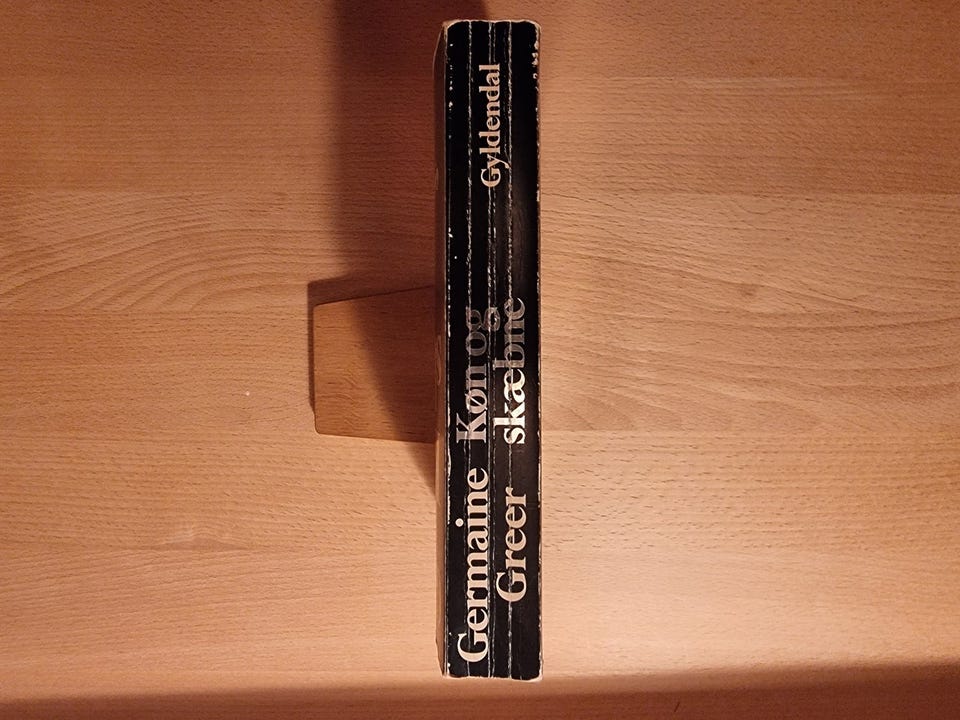 Germaine
Greer
Køn og
skæbne
Gyldendal